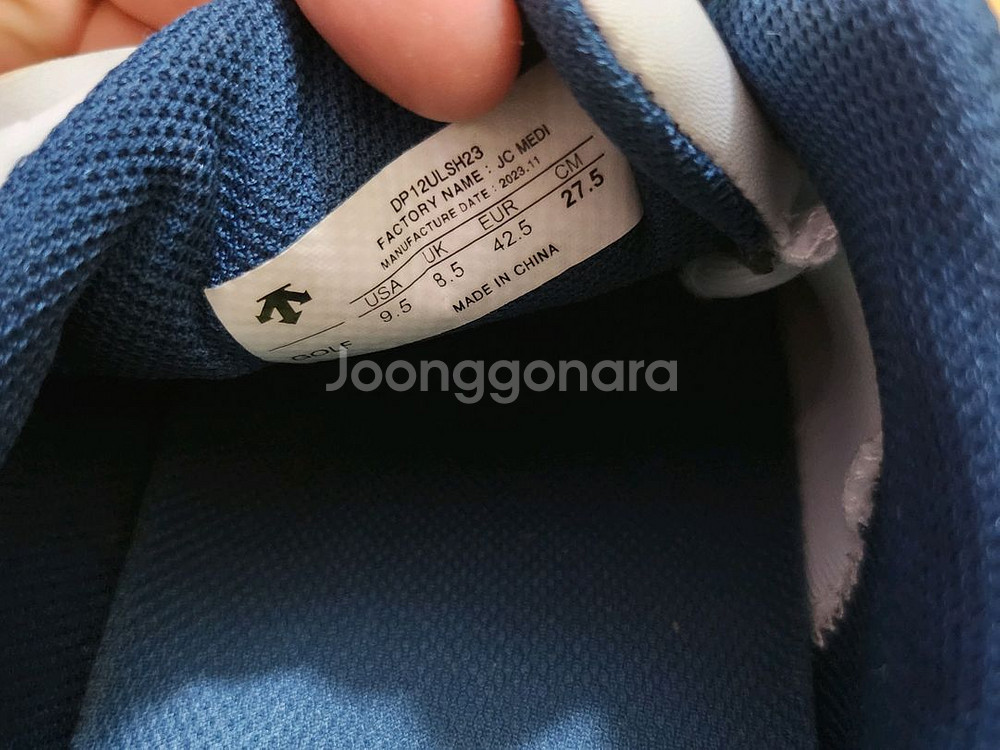 DP12ULSH23
FACTORY NAME : JC MEDI
MANUFACTURE DATE : 2023.11
USA UK EUR CM
9.5 8.5 42.5 27.5
MADE IN CHINA
GOLF
Joonggonara